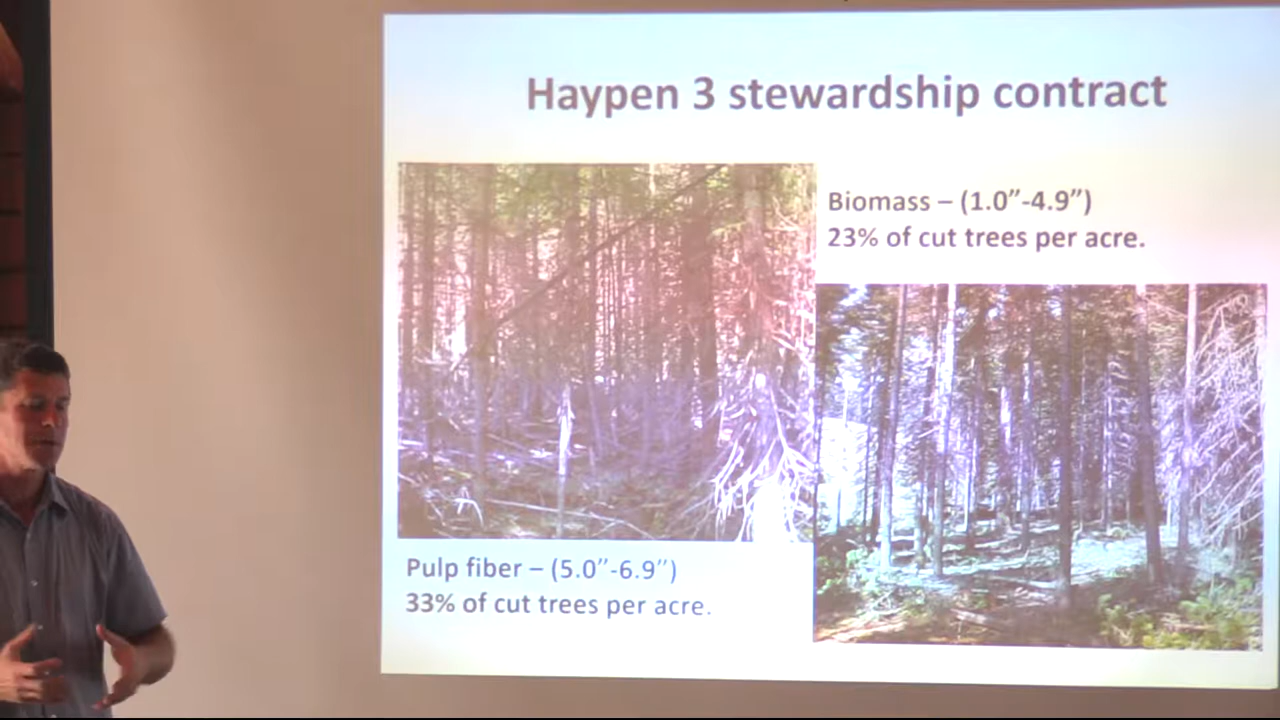 Haypen 3 stewardship contract
Biomass – (1.0”-4.9”)
23% of cut trees per acre.
Pulp fiber – (5.0”-6.9”)
33% of cut trees per acre.